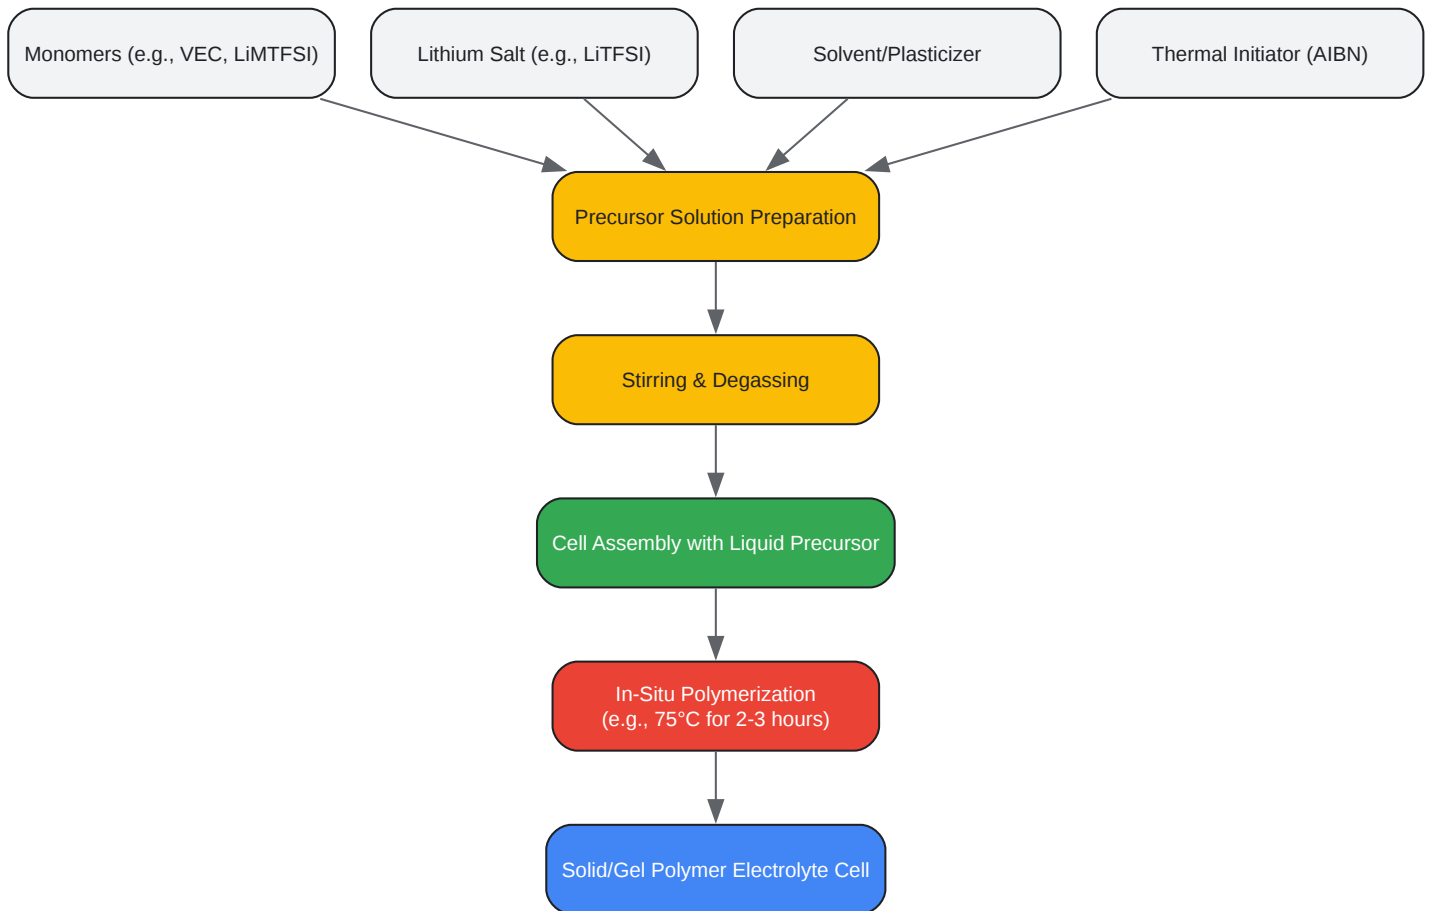 Monomers (e.g., VEC, LiMTFSI)
Lithium Salt (e.g., LiTFSI)
Solvent/Plasticizer
Thermal Initiator (AIBN)
Precursor Solution Preparation
Stirring & Degassing
Cell Assembly with Liquid Precursor
In-Situ Polymerization
(e.g., 75°C for 2-3 hours)
Solid/Gel Polymer Electrolyte Cell